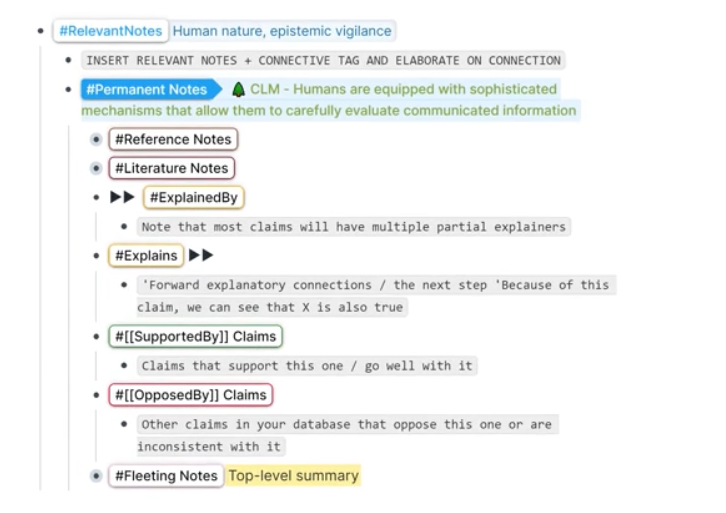 #RelevantNotes Human nature, epistemic vigilance
INSERT RELEVANT NOTES + CONNECTIVE TAG AND ELABORATE ON CONNECTION
#Permanent Notes 🌲 CLM - Humans are equipped with sophisticated
mechanisms that allow them to carefully evaluate communicated information
#Reference Notes
#Literature Notes
▶▶ #ExplainedBy
Note that most claims will have multiple partial explainers
#Explains ▶▶
'Forward explanatory connections / the next step 'Because of this
claim, we can see that X is also true
#[[SupportedBy]] Claims
Claims that support this one / go well with it
#[[OpposedBy]] Claims
Other claims in your database that oppose this one or are
inconsistent with it
#Fleeting Notes Top-level summary